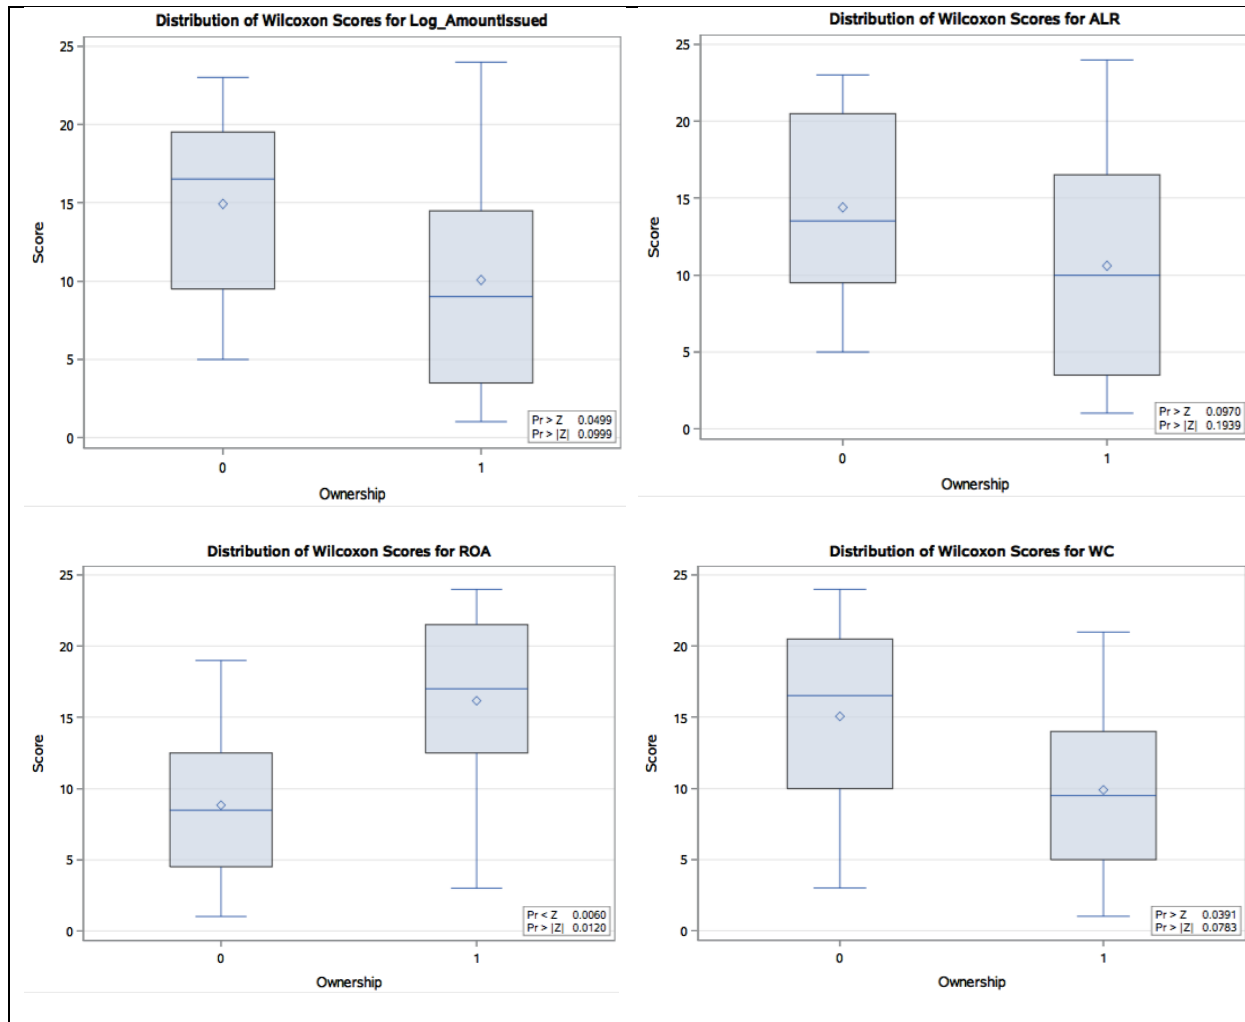 Distribution of Wilcoxon Scores for Log_AmountIssued
25
20
15
10
5
0
Score
0 1
Ownership
Pr > Z 0.0499
Pr > |Z| 0.0999
Distribution of Wilcoxon Scores for ALR
25
20
15
10
5
0
Score
0 1
Ownership
Pr > Z 0.0970
Pr > |Z| 0.1939
Distribution of Wilcoxon Scores for ROA
25
20
15
10
5
0
Score
0 1
Ownership
Pr < Z 0.0060
Pr > |Z| 0.0120
Distribution of Wilcoxon Scores for WC
25
20
15
10
5
0
Score
0 1
Ownership
Pr > Z 0.0391
Pr > |Z| 0.0783